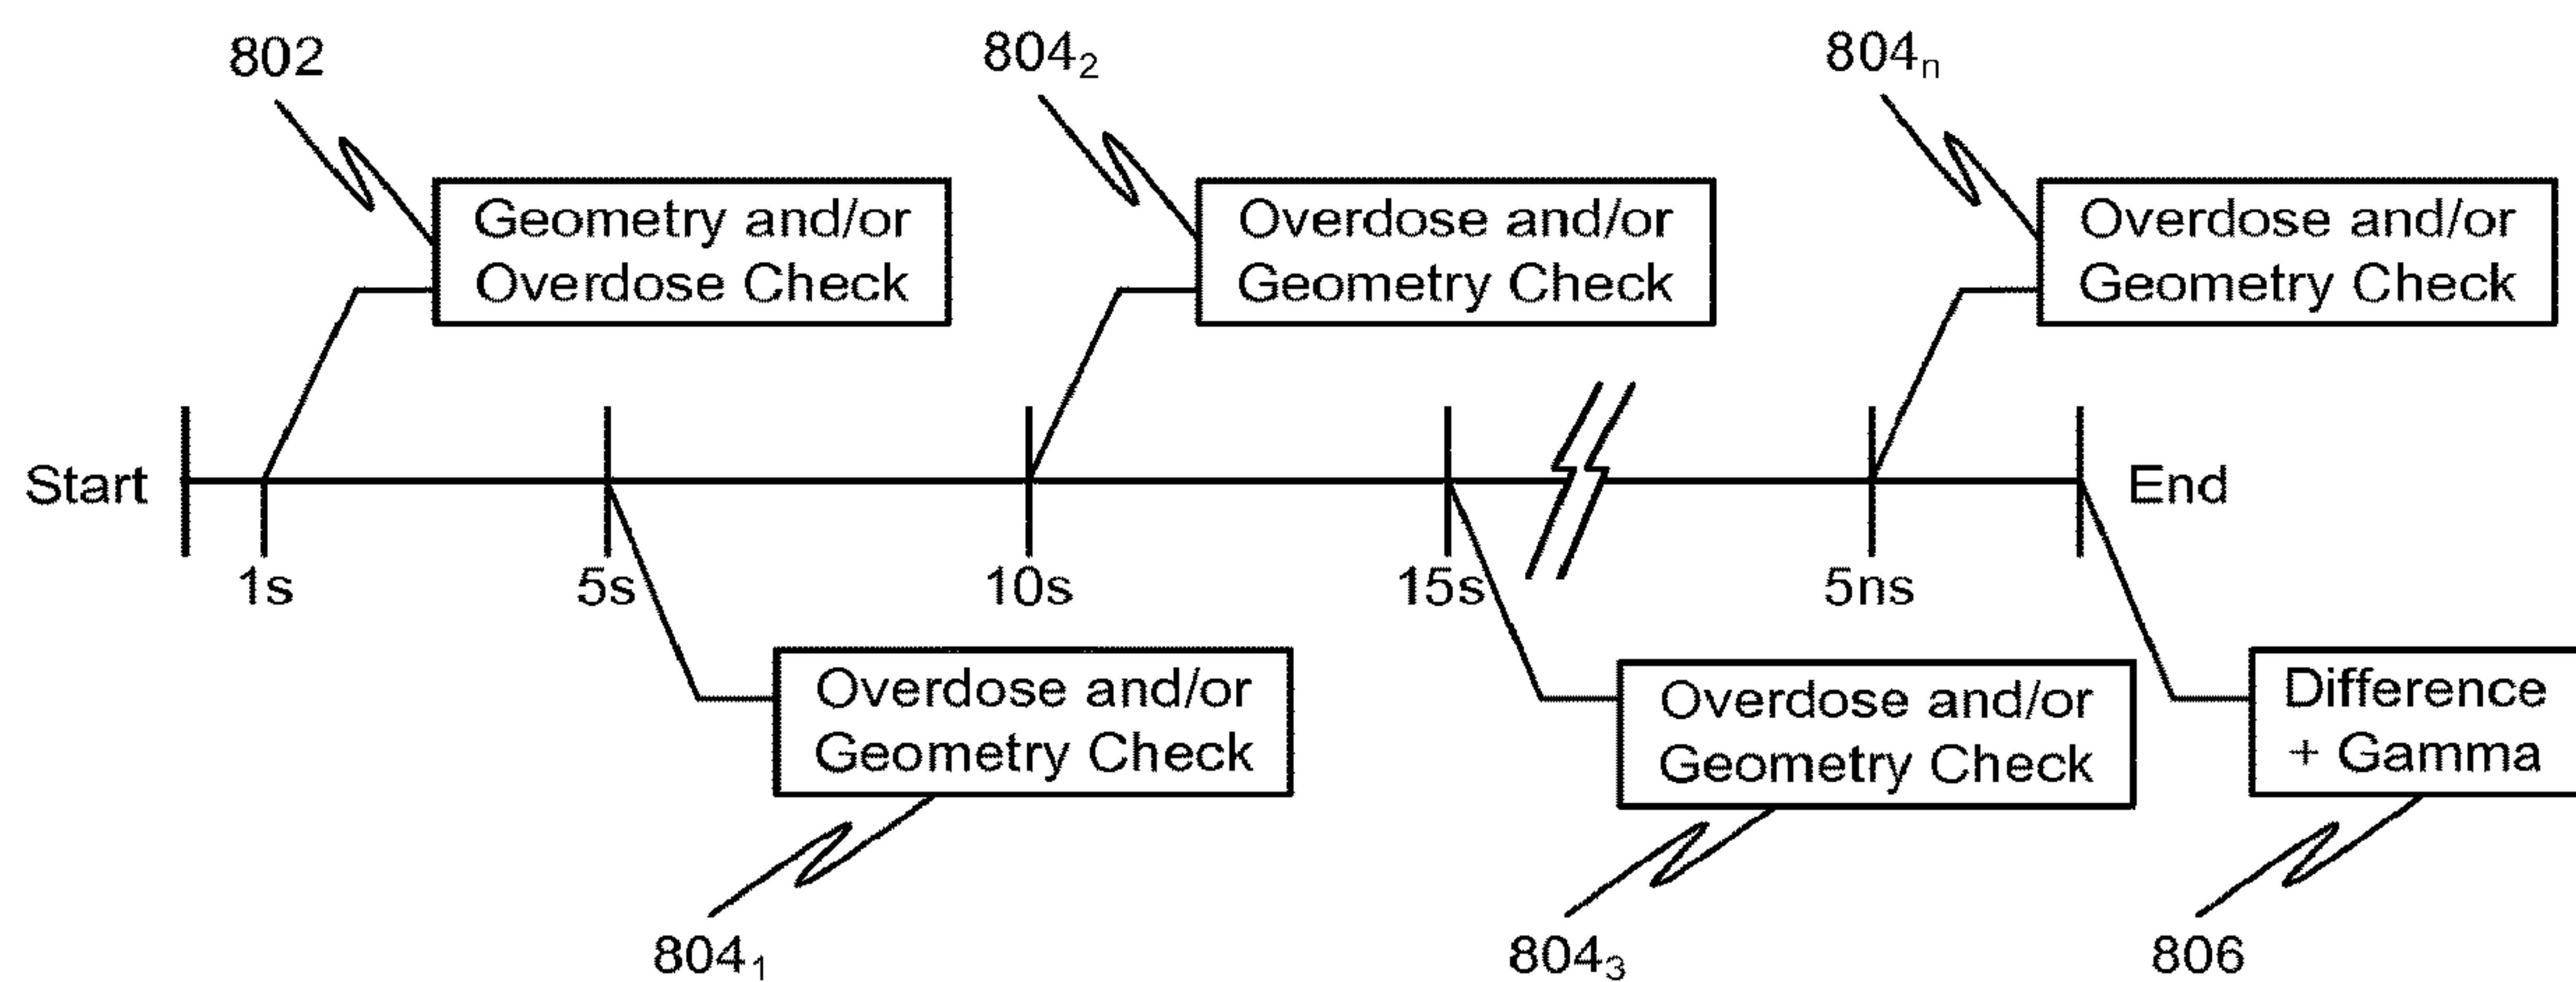 802
804₂
804ₙ
Geometry and/or
Overdose Check
Overdose and/or
Geometry Check
Overdose and/or
Geometry Check
Start
End
1s
5s
10s
15s
5ns
Overdose and/or
Geometry Check
Overdose and/or
Geometry Check
Difference
+ Gamma
804₁
804₃
806